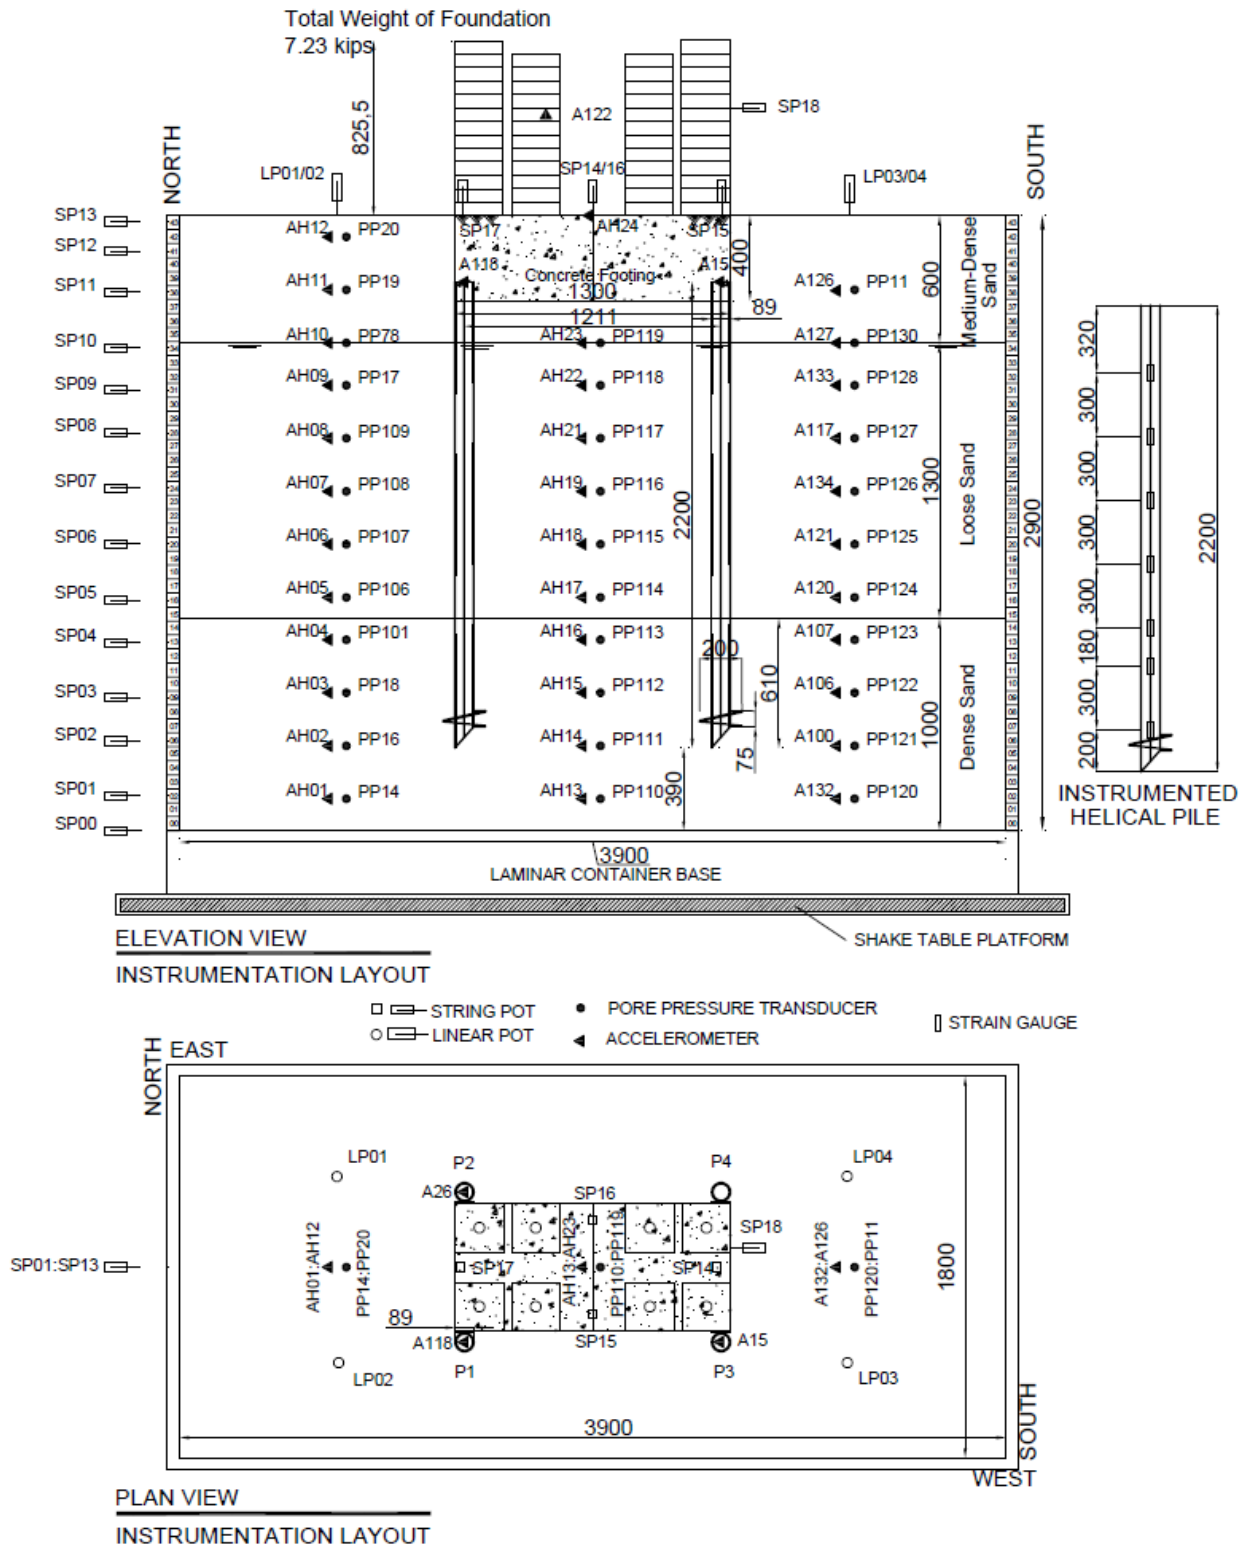 Total Weight of Foundation
7.23 kips
825,5
A122
SP18
NORTH
SOUTH
LP01/02
SP14/16
LP03/04
SP13
SP12
SP11
SP10
SP09
SP08
SP07
SP06
SP05
SP04
SP03
SP02
SP01
SP00
AH12 PP20
AH11 PP19
AH10 PP78
AH09 PP17
AH08 PP109
AH07 PP108
AH06 PP107
AH05 PP106
AH04 PP101
AH03 PP18
AH02 PP16
AH01 PP14
SP17
AH24
SP15
A118
Concrete Footing
A15
1300
1211
400
89
AH23 PP119
AH22 PP118
AH21 PP117
AH19 PP116
AH18 PP115
AH17 PP114
AH16 PP113
AH15 PP112
AH14 PP111
AH13 PP110
2200
200
610
75
390
A126 PP11
A127 PP130
A133 PP128
A117 PP127
A134 PP126
A121 PP125
A120 PP124
A107 PP123
A106 PP122
A100 PP121
A132 PP120
600
1300
1000
Medium-Dense
Sand
Loose Sand
Dense Sand
2900
320
300
300
300
300
180
300
200
2200
INSTRUMENTED
HELICAL PILE
3900
LAMINAR CONTAINER BASE
SHAKE TABLE PLATFORM
ELEVATION VIEW
INSTRUMENTATION LAYOUT
STRING POT
LINEAR POT
PORE PRESSURE TRANSDUCER
ACCELEROMETER
STRAIN GAUGE
NORTH
EAST
LP01
P2
P4
LP04
A26
SP16
SP18
SP01:SP13
AH01:AH12
PP14:PP20
SP17
AH13:AH23
PP110:PP119
SP14
A132:A126
PP120:PP11
1800
89
A118
SP15
A15
LP02
P1
P3
LP03
3900
SOUTH
WEST
PLAN VIEW
INSTRUMENTATION LAYOUT